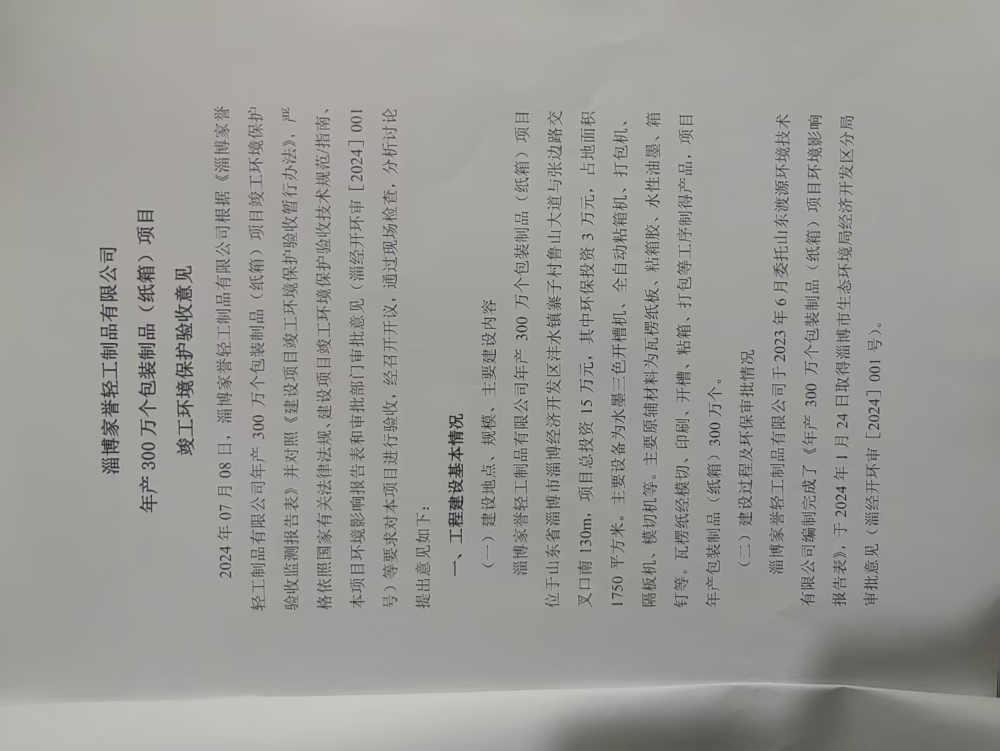 淄博家誉轻工制品有限公司
年产 300 万个包装制品（纸箱）项目
竣工环境保护验收意见
2024 年 07 月 08 日，淄博家誉轻工制品有限公司根据《淄博家誉
轻工制品有限公司年产 300 万个包装制品（纸箱）项目竣工环境保护
验收监测报告表》并对照《建设项目竣工环境保护验收暂行办法》，严
格依照国家有关法律法规、建设项目竣工环境保护验收技术规范/指南、
本项目环境影响报告表和审批部门审批意见（淄经开环审［2024］001
号）等要求对本项目进行验收，经召开开议，通过现场检查，分析讨论
提出意见如下：
一、工程建设基本情况
（一）建设地点、规模、主要建设内容
淄博家誉轻工制品有限公司年产 300 万个包装制品（纸箱）项目
位于山东省淄博市淄博经济开发区沣水镇寨子村鲁山大道与张边路交
叉口南 130m，项目总投资 15 万元，其中环保投资 3 万元，占地面积
1750 平方米。主要设备为水墨三色开槽机、全自动粘箱机、打包机、
隔板机、模切机等。主要原辅材料为瓦楞纸板、粘箱胶、水性油墨、箱
钉等。瓦楞纸经模切、印刷、开槽、粘箱、打包等工序制得产品，项目
年产包装制品（纸箱）300 万个。
（二）建设过程及环保审批情况
淄博家誉轻工制品有限公司于 2023 年 6 月委托山东渡源环境技术
有限公司编制完成了《年产 300 万个包装制品（纸箱）项目环境影响
报告表》，于 2024 年 1 月 24 日取得淄博市生态环境局经济开发区分局
审批意见（淄经开环审［2024］001 号）。